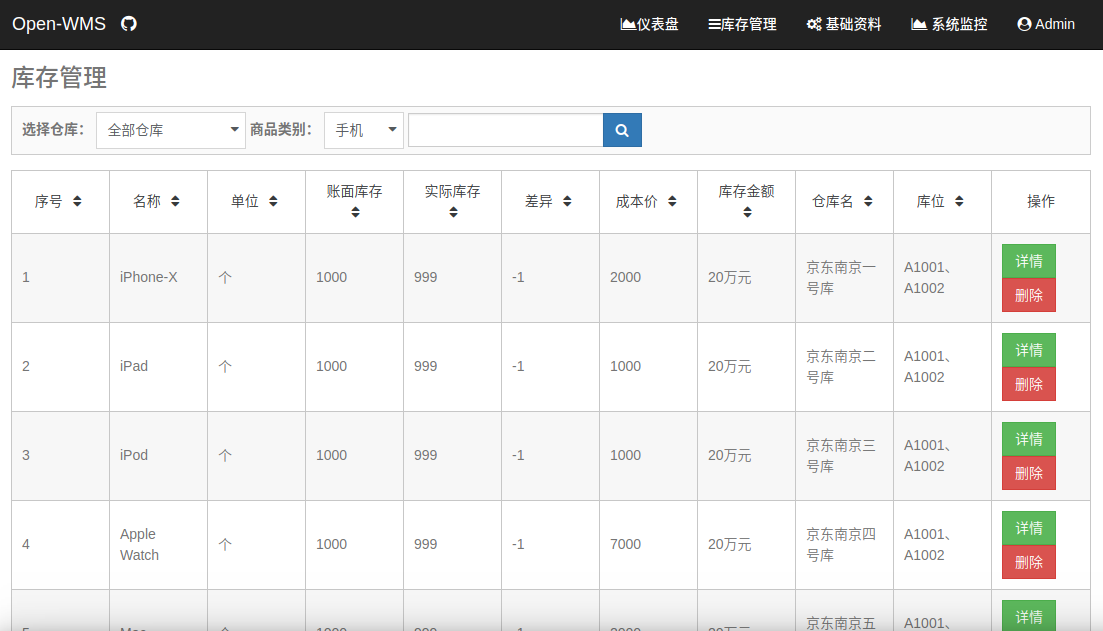 Open-WMS 仪表盘 库存管理 基础资料 系统监控 Admin
库存管理
选择仓库： 全部仓库 商品类别： 手机
序号 名称 单位 账面库存 实际库存 差异 成本价 库存金额 仓库名 库位 操作
1 iPhone-X 个 1000 999 -1 2000 20万元 京东南京一 A1001、 详情
号库 A1002 删除
2 iPad 个 1000 999 -1 1000 20万元 京东南京二 A1001、 详情
号库 A1002 删除
3 iPod 个 1000 999 -1 1000 20万元 京东南京三 A1001、 详情
号库 A1002 删除
4 Apple 个 1000 999 -1 7000 20万元 京东南京四 A1001、 详情
Watch 号库 A1002 删除
京东南京五 A1001、 详情